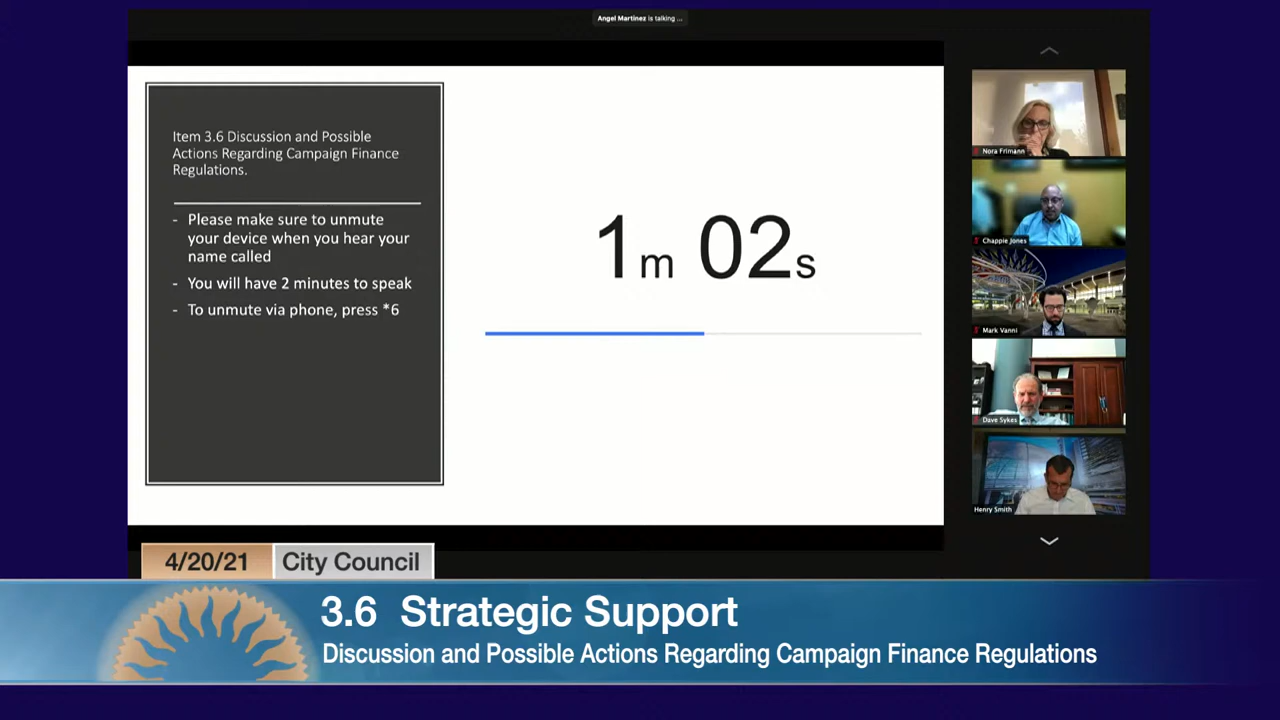 Angel Martinez is talking ...
Item 3.6 Discussion and Possible
Actions Regarding Campaign Finance
Regulations.
- Please make sure to unmute
your device when you hear your
name called
- You will have 2 minutes to speak
- To unmute via phone, press *6
1m 02s
Nora Frimann
Chappie Jones
Mark Vanni
Dave Sykes
Henry Smith
4/20/21 City Council
3.6 Strategic Support
Discussion and Possible Actions Regarding Campaign Finance Regulations